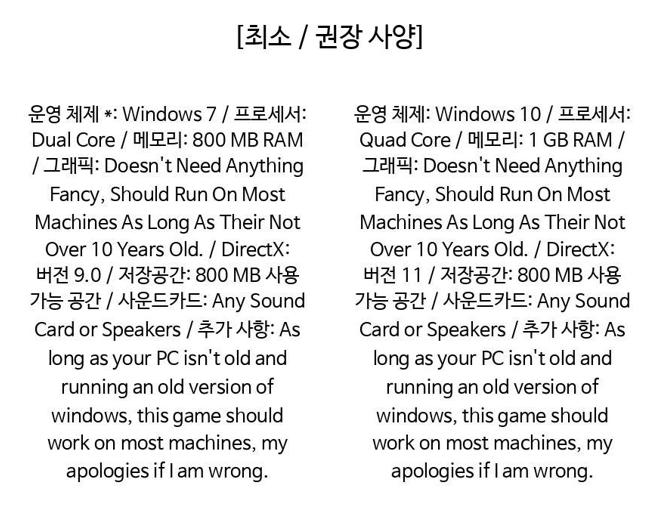 [최소 / 권장 사양]
운영 체제 *: Windows 7 / 프로세서:
Dual Core / 메모리: 800 MB RAM
/ 그래픽: Doesn't Need Anything
Fancy, Should Run On Most
Machines As Long As Their Not
Over 10 Years Old. / DirectX:
버전 9.0 / 저장공간: 800 MB 사용
가능 공간 / 사운드카드: Any Sound
Card or Speakers / 추가 사항: As
long as your PC isn't old and
running an old version of
windows, this game should
work on most machines, my
apologies if I am wrong.
운영 체제: Windows 10 / 프로세서:
Quad Core / 메모리: 1 GB RAM /
그래픽: Doesn't Need Anything
Fancy, Should Run On Most
Machines As Long As Their Not
Over 10 Years Old. / DirectX:
버전 11 / 저장공간: 800 MB 사용
가능 공간 / 사운드카드: Any Sound
Card or Speakers / 추가 사항: As
long as your PC isn't old and
running an old version of
windows, this game should
work on most machines, my
apologies if I am wrong.